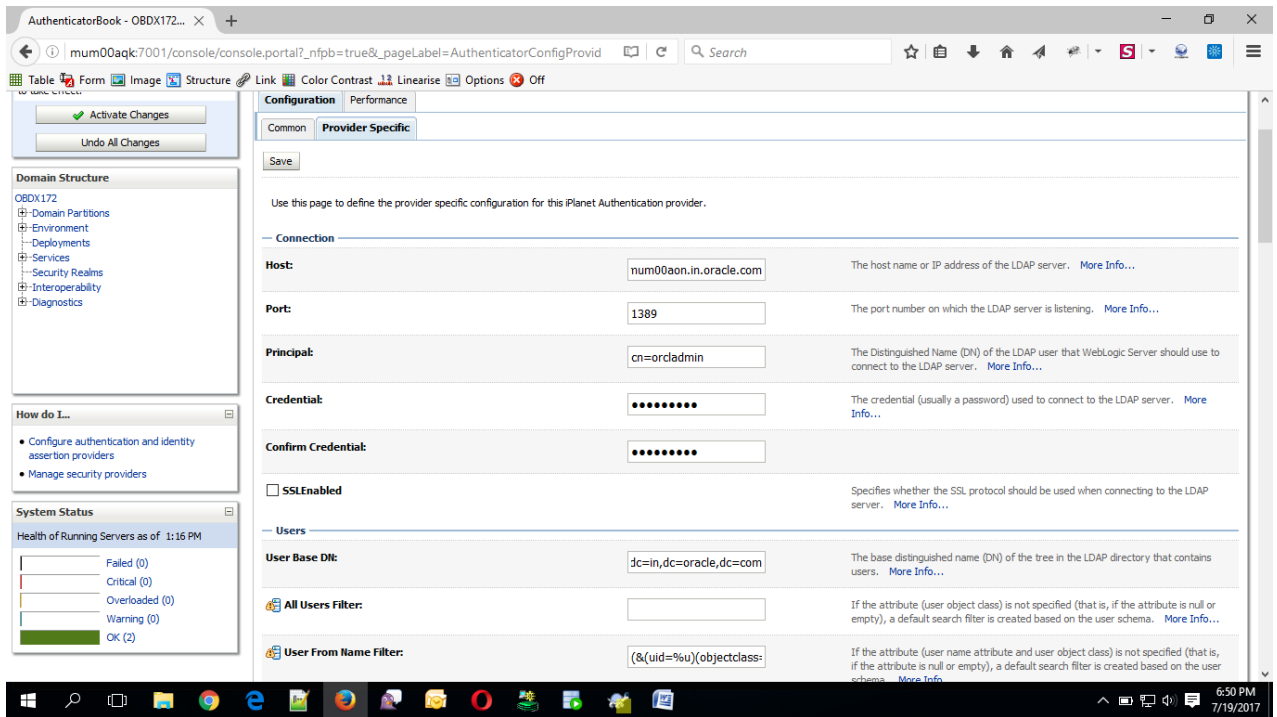 AuthenticatorBook - OBDX172...
mum00aqk:7001/console/console.portal?_nfpb=true&_pageLabel=AuthenticatorConfigProvid
Search
Table Form Image Structure Link Color Contrast Linearise Options Off
to take effect.
Activate Changes
Undo All Changes
Domain Structure
OBDX172
Domain Partitions
Environment
Deployments
Services
Security Realms
Interoperability
Diagnostics
How do I...
Configure authentication and identity
assertion providers
Manage security providers
System Status
Health of Running Servers as of 1:16 PM
Failed (0)
Critical (0)
Overloaded (0)
Warning (0)
OK (2)
Configuration Performance
Common Provider Specific
Save
Use this page to define the provider specific configuration for this iPlanet Authentication provider.
Connection
Host: num00aon.in.oracle.com The host name or IP address of the LDAP server. More Info...
Port: 1389 The port number on which the LDAP server is listening. More Info...
Principal: cn=orcladmin The Distinguished Name (DN) of the LDAP user that WebLogic Server should use to
connect to the LDAP server. More Info...
Credential: ●●●●●●●●● The credential (usually a password) used to connect to the LDAP server. More
Info...
Confirm Credential: ●●●●●●●●●
SSLEnabled Specifies whether the SSL protocol should be used when connecting to the LDAP
server. More Info...
Users
User Base DN: dc=in,dc=oracle,dc=com The base distinguished name (DN) of the tree in the LDAP directory that contains
users. More Info...
All Users Filter: If the attribute (user object class) is not specified (that is, if the attribute is null or
empty), a default search filter is created based on the user schema. More Info...
User From Name Filter: (&(uid=%u)(objectclass= If the attribute (user name attribute and user object class) is not specified (that is,
if the attribute is null or empty), a default search filter is created based on the user
schema. More Info
6:50 PM
7/19/2017